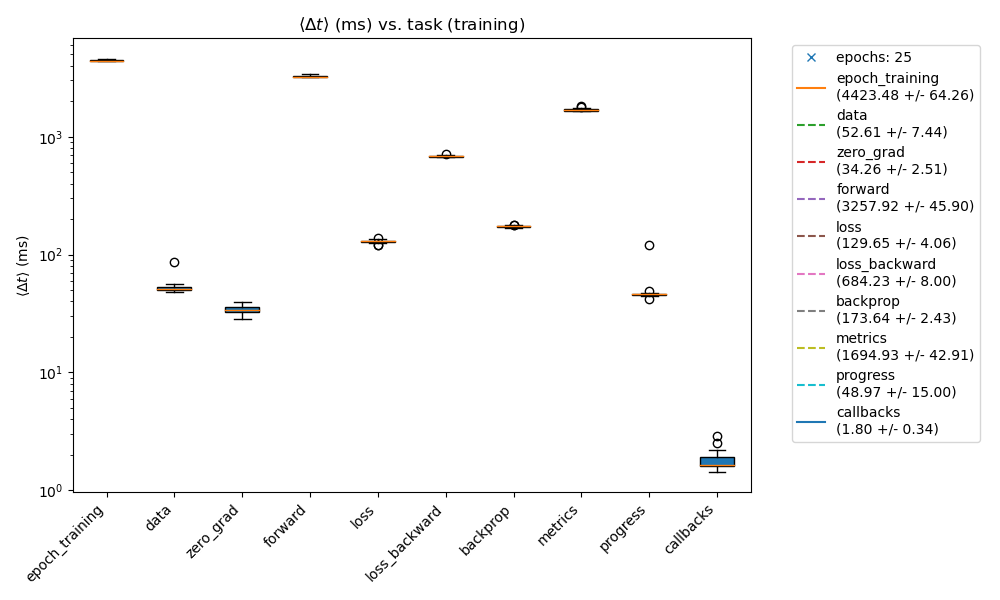 ⟨Δt⟩ (ms) vs. task (training)
⟨Δt⟩ (ms)
10³
10²
10¹
10⁰
epoch_training
data
zero_grad
forward
loss
loss_backward
backprop
metrics
progress
callbacks
epochs: 25
epoch_training
(4423.48 +/- 64.26)
data
(52.61 +/- 7.44)
zero_grad
(34.26 +/- 2.51)
forward
(3257.92 +/- 45.90)
loss
(129.65 +/- 4.06)
loss_backward
(684.23 +/- 8.00)
backprop
(173.64 +/- 2.43)
metrics
(1694.93 +/- 42.91)
progress
(48.97 +/- 15.00)
callbacks
(1.80 +/- 0.34)